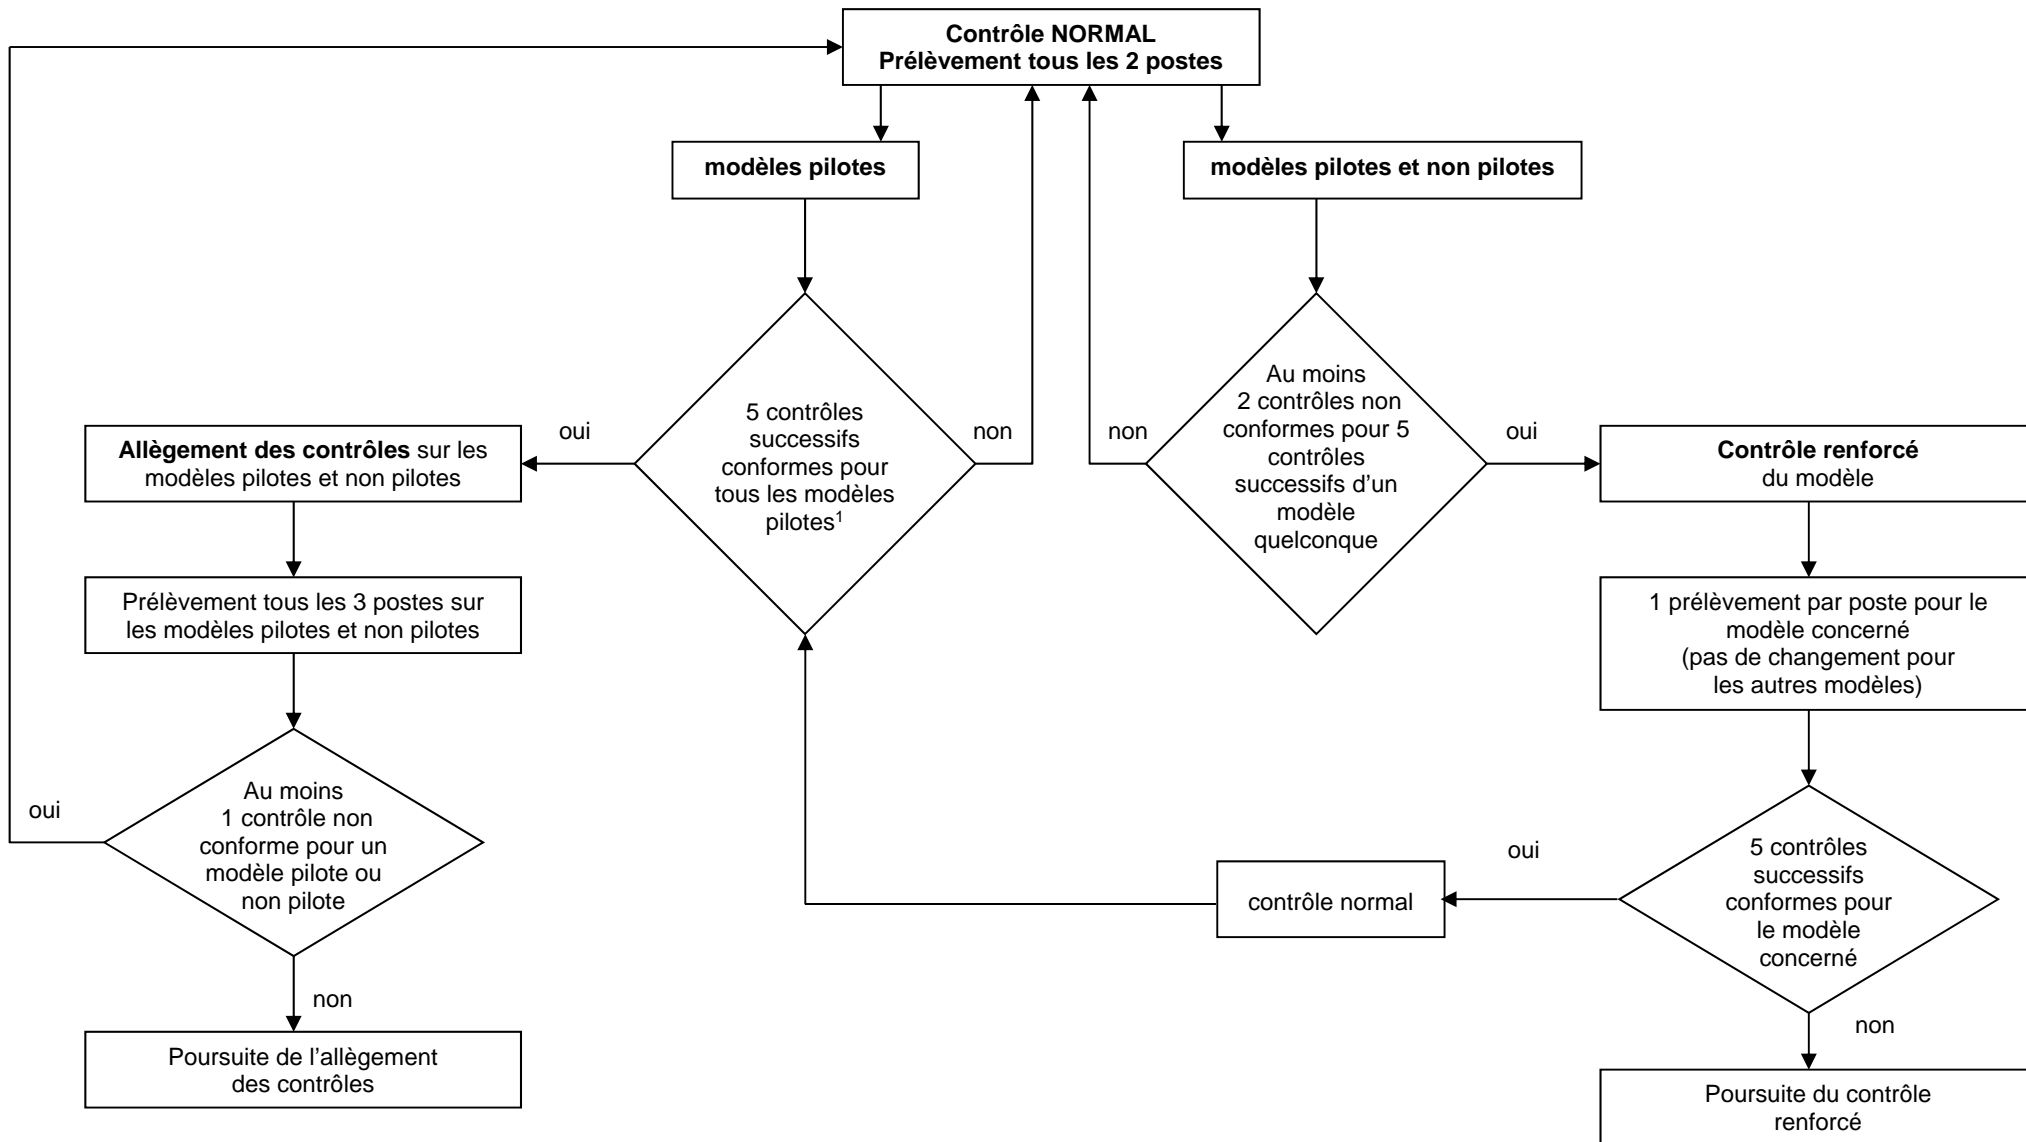 Contrôle NORMAL
Prélèvement tous les 2 postes
modèles pilotes
modèles pilotes et non pilotes
5 contrôles
successifs
conformes pour
tous les modèles
pilotes¹
oui
non
Au moins
2 contrôles non
conformes pour 5
contrôles
successifs d’un
modèle
quelconque
non
oui
Allègement des contrôles sur les
modèles pilotes et non pilotes
Prélèvement tous les 3 postes sur
les modèles pilotes et non pilotes
Au moins
1 contrôle non
conforme pour un
modèle pilote ou
non pilote
oui
non
Poursuite de l’allègement
des contrôles
Contrôle renforcé
du modèle
1 prélèvement par poste pour le
modèle concerné
(pas de changement pour
les autres modèles)
5 contrôles
successifs
conformes pour
le modèle
concerné
oui
contrôle normal
non
Poursuite du contrôle
renforcé